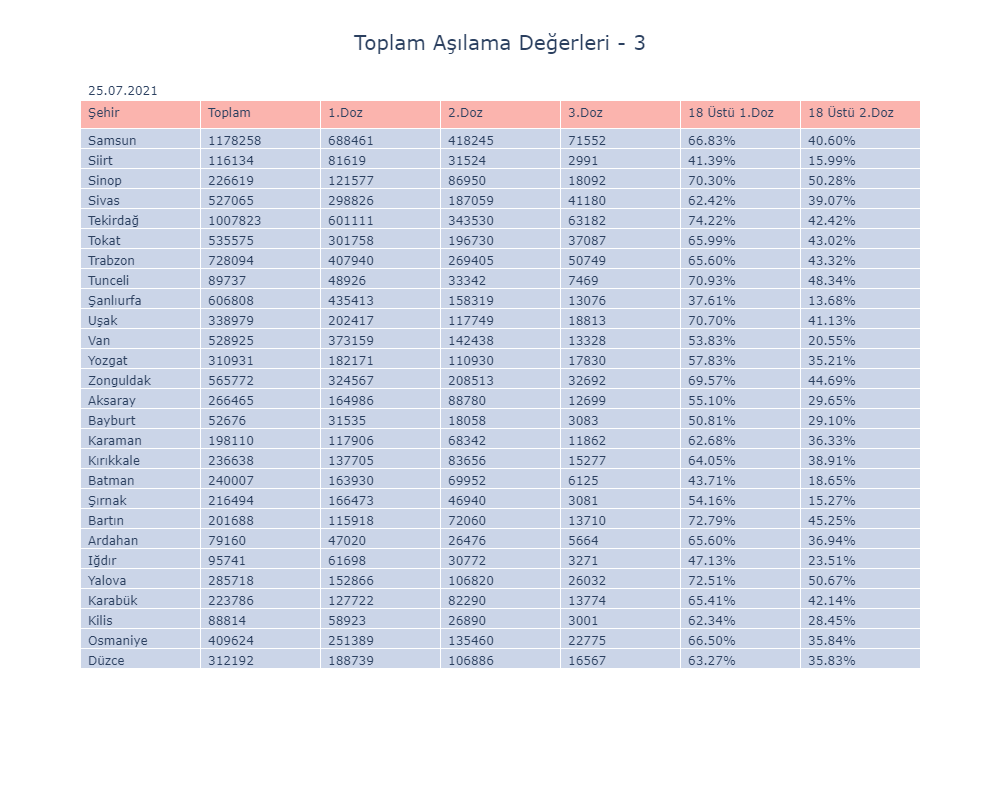 Toplam Aşılama Değerleri - 3
25.07.2021
Şehir Toplam 1.Doz 2.Doz 3.Doz 18 Üstü 1.Doz 18 Üstü 2.Doz
Samsun 1178258 688461 418245 71552 66.83% 40.60%
Siirt 116134 81619 31524 2991 41.39% 15.99%
Sinop 226619 121577 86950 18092 70.30% 50.28%
Sivas 527065 298826 187059 41180 62.42% 39.07%
Tekirdağ 1007823 601111 343530 63182 74.22% 42.42%
Tokat 535575 301758 196730 37087 65.99% 43.02%
Trabzon 728094 407940 269405 50749 65.60% 43.32%
Tunceli 89737 48926 33342 7469 70.93% 48.34%
Şanlıurfa 606808 435413 158319 13076 37.61% 13.68%
Uşak 338979 202417 117749 18813 70.70% 41.13%
Van 528925 373159 142438 13328 53.83% 20.55%
Yozgat 310931 182171 110930 17830 57.83% 35.21%
Zonguldak 565772 324567 208513 32692 69.57% 44.69%
Aksaray 266465 164986 88780 12699 55.10% 29.65%
Bayburt 52676 31535 18058 3083 50.81% 29.10%
Karaman 198110 117906 68342 11862 62.68% 36.33%
Kırıkkale 236638 137705 83656 15277 64.05% 38.91%
Batman 240007 163930 69952 6125 43.71% 18.65%
Şırnak 216494 166473 46940 3081 54.16% 15.27%
Bartın 201688 115918 72060 13710 72.79% 45.25%
Ardahan 79160 47020 26476 5664 65.60% 36.94%
Iğdır 95741 61698 30772 3271 47.13% 23.51%
Yalova 285718 152866 106820 26032 72.51% 50.67%
Karabük 223786 127722 82290 13774 65.41% 42.14%
Kilis 88814 58923 26890 3001 62.34% 28.45%
Osmaniye 409624 251389 135460 22775 66.50% 35.84%
Düzce 312192 188739 106886 16567 63.27% 35.83%